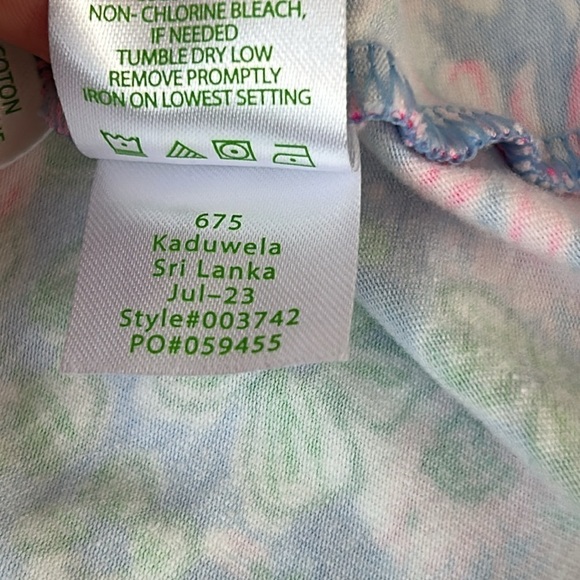 NON- CHLORINE BLEACH,
IF NEEDED
TUMBLE DRY LOW
REMOVE PROMPTLY
IRON ON LOWEST SETTING
675
Kaduwela
Sri Lanka
Jul-23
Style#003742
PO#059455